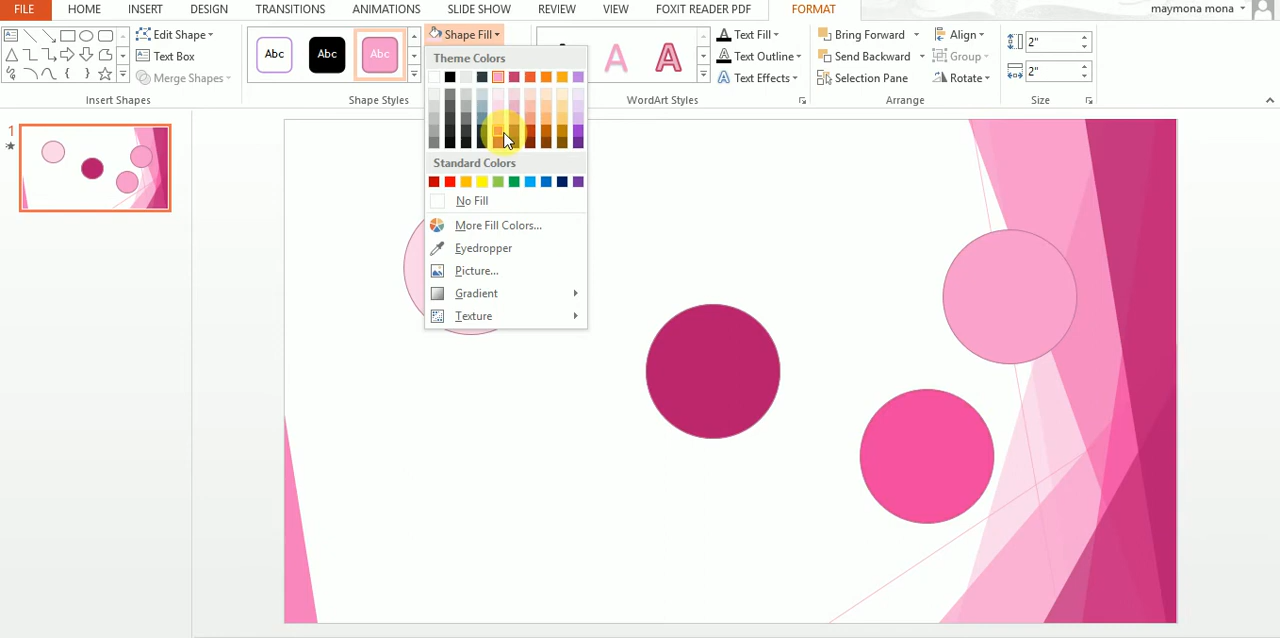 FILE HOME INSERT DESIGN TRANSITIONS ANIMATIONS SLIDE SHOW REVIEW VIEW FOXIT READER PDF FORMAT maymona mona
Edit Shape
Text Box
Merge Shapes
Insert Shapes
Abc Abc Abc
Shape Styles
Shape Fill
Theme Colors
Standard Colors
No Fill
More Fill Colors...
Eyedropper
Picture...
Gradient
Texture
A A
Text Fill
Text Outline
Text Effects
WordArt Styles
Bring Forward
Send Backward
Selection Pane
Align
Group
Rotate
Arrange
2"
2"
Size
1